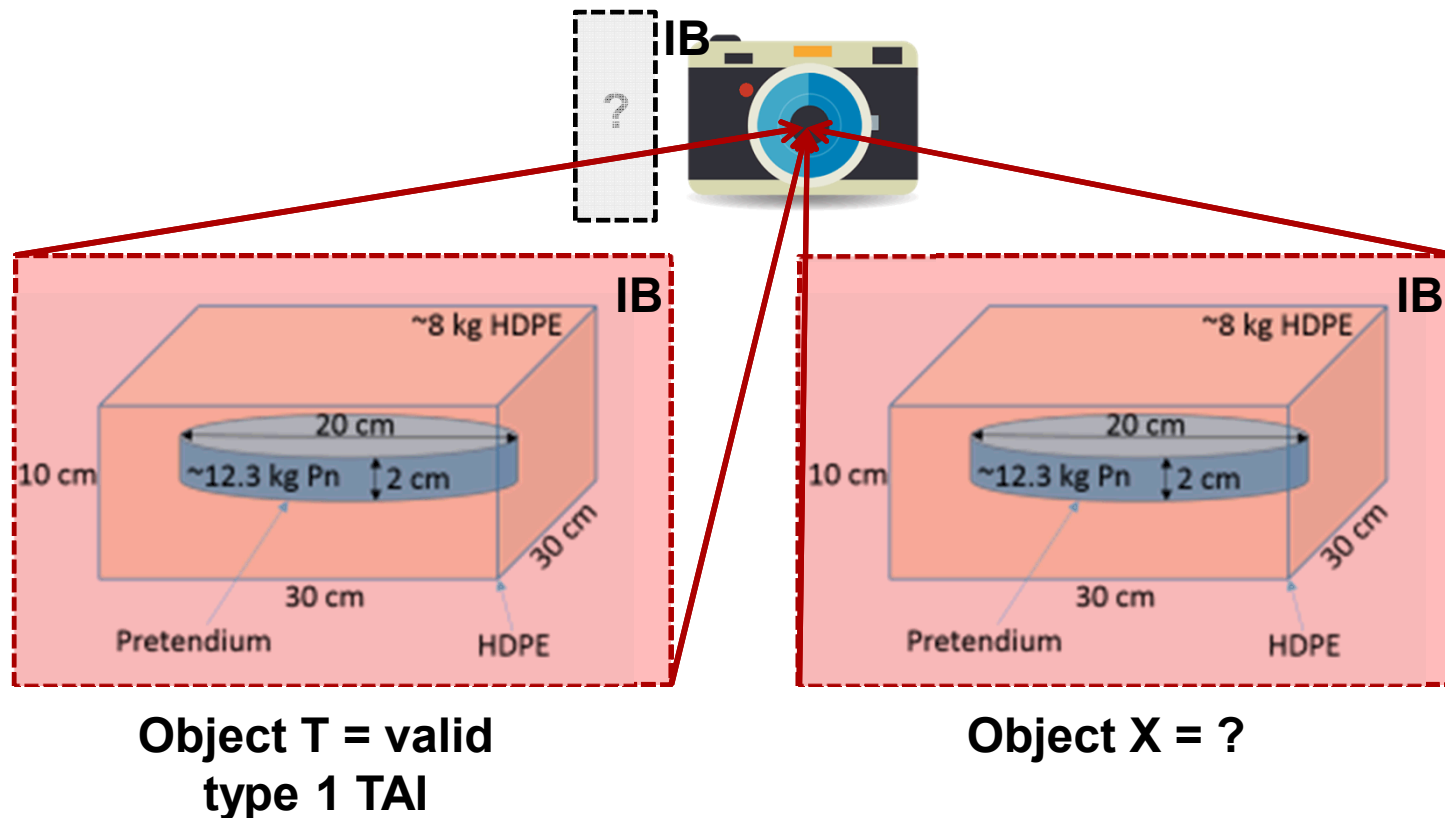 IB
?
IB
~8 kg HDPE
20 cm
10 cm
~12.3 kg Pn
2 cm
30 cm
30 cm
Pretendium
HDPE
IB
~8 kg HDPE
20 cm
10 cm
~12.3 kg Pn
2 cm
30 cm
30 cm
Pretendium
HDPE
Object T = valid
type 1 TAI
Object X = ?